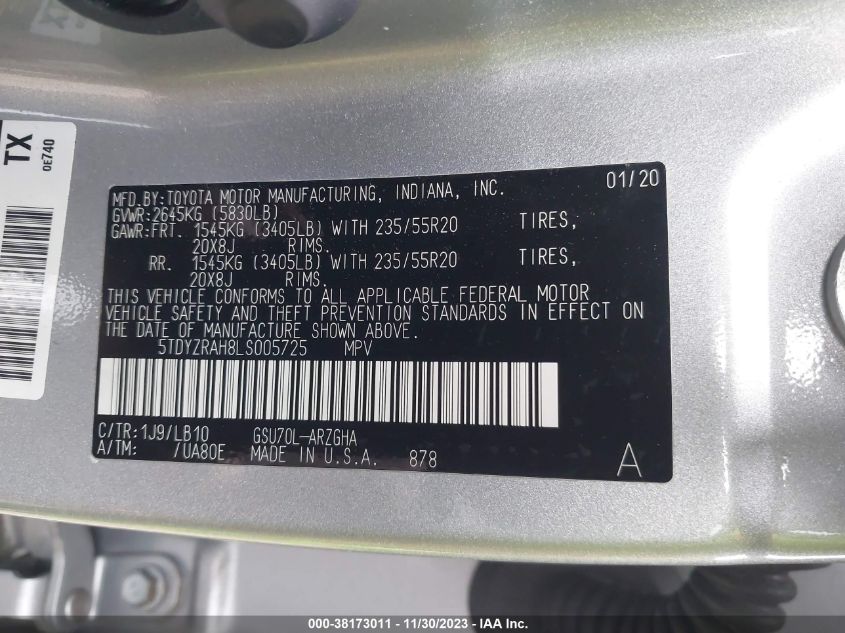 TX
0E740
MFD.BY:TOYOTA MOTOR MANUFACTURING, INDIANA, INC. 01/20
GVWR:2645KG (5830LB)
GAWR:FRT. 1545KG (3405LB) WITH 235/55R20 TIRES,
20X8J RIMS.
RR. 1545KG (3405LB) WITH 235/55R20 TIRES,
20X8J RIMS.
THIS VEHICLE CONFORMS TO ALL APPLICABLE FEDERAL MOTOR
VEHICLE SAFETY AND THEFT PREVENTION STANDARDS IN EFFECT ON
THE DATE OF MANUFACTURE SHOWN ABOVE.
5TDYZRAH8LS005725 MPV
C/TR:1J9/LB10 GSU70L-ARZGHA
A/TM: /UA80E MADE IN U.S.A. 878 A
000-38173011 - 11/30/2023 - IAA Inc.